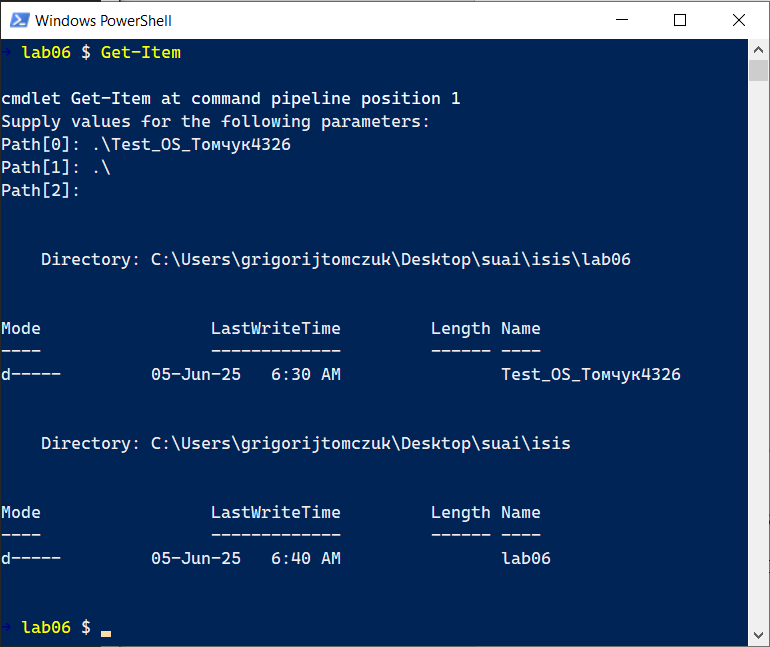 Windows PowerShell
→ lab06 $ Get-Item
cmdlet Get-Item at command pipeline position 1
Supply values for the following parameters:
Path[0]: .\Test_OS_Томчук4326
Path[1]: .\
Path[2]:
Directory: C:\Users\grigorijtomczuk\Desktop\suai\isis\lab06
Mode LastWriteTime Length Name
---- ------------- ------ ----
d----- 05-Jun-25 6:30 AM Test_OS_Томчук4326
Directory: C:\Users\grigorijtomczuk\Desktop\suai\isis
Mode LastWriteTime Length Name
---- ------------- ------ ----
d----- 05-Jun-25 6:40 AM lab06
→ lab06 $